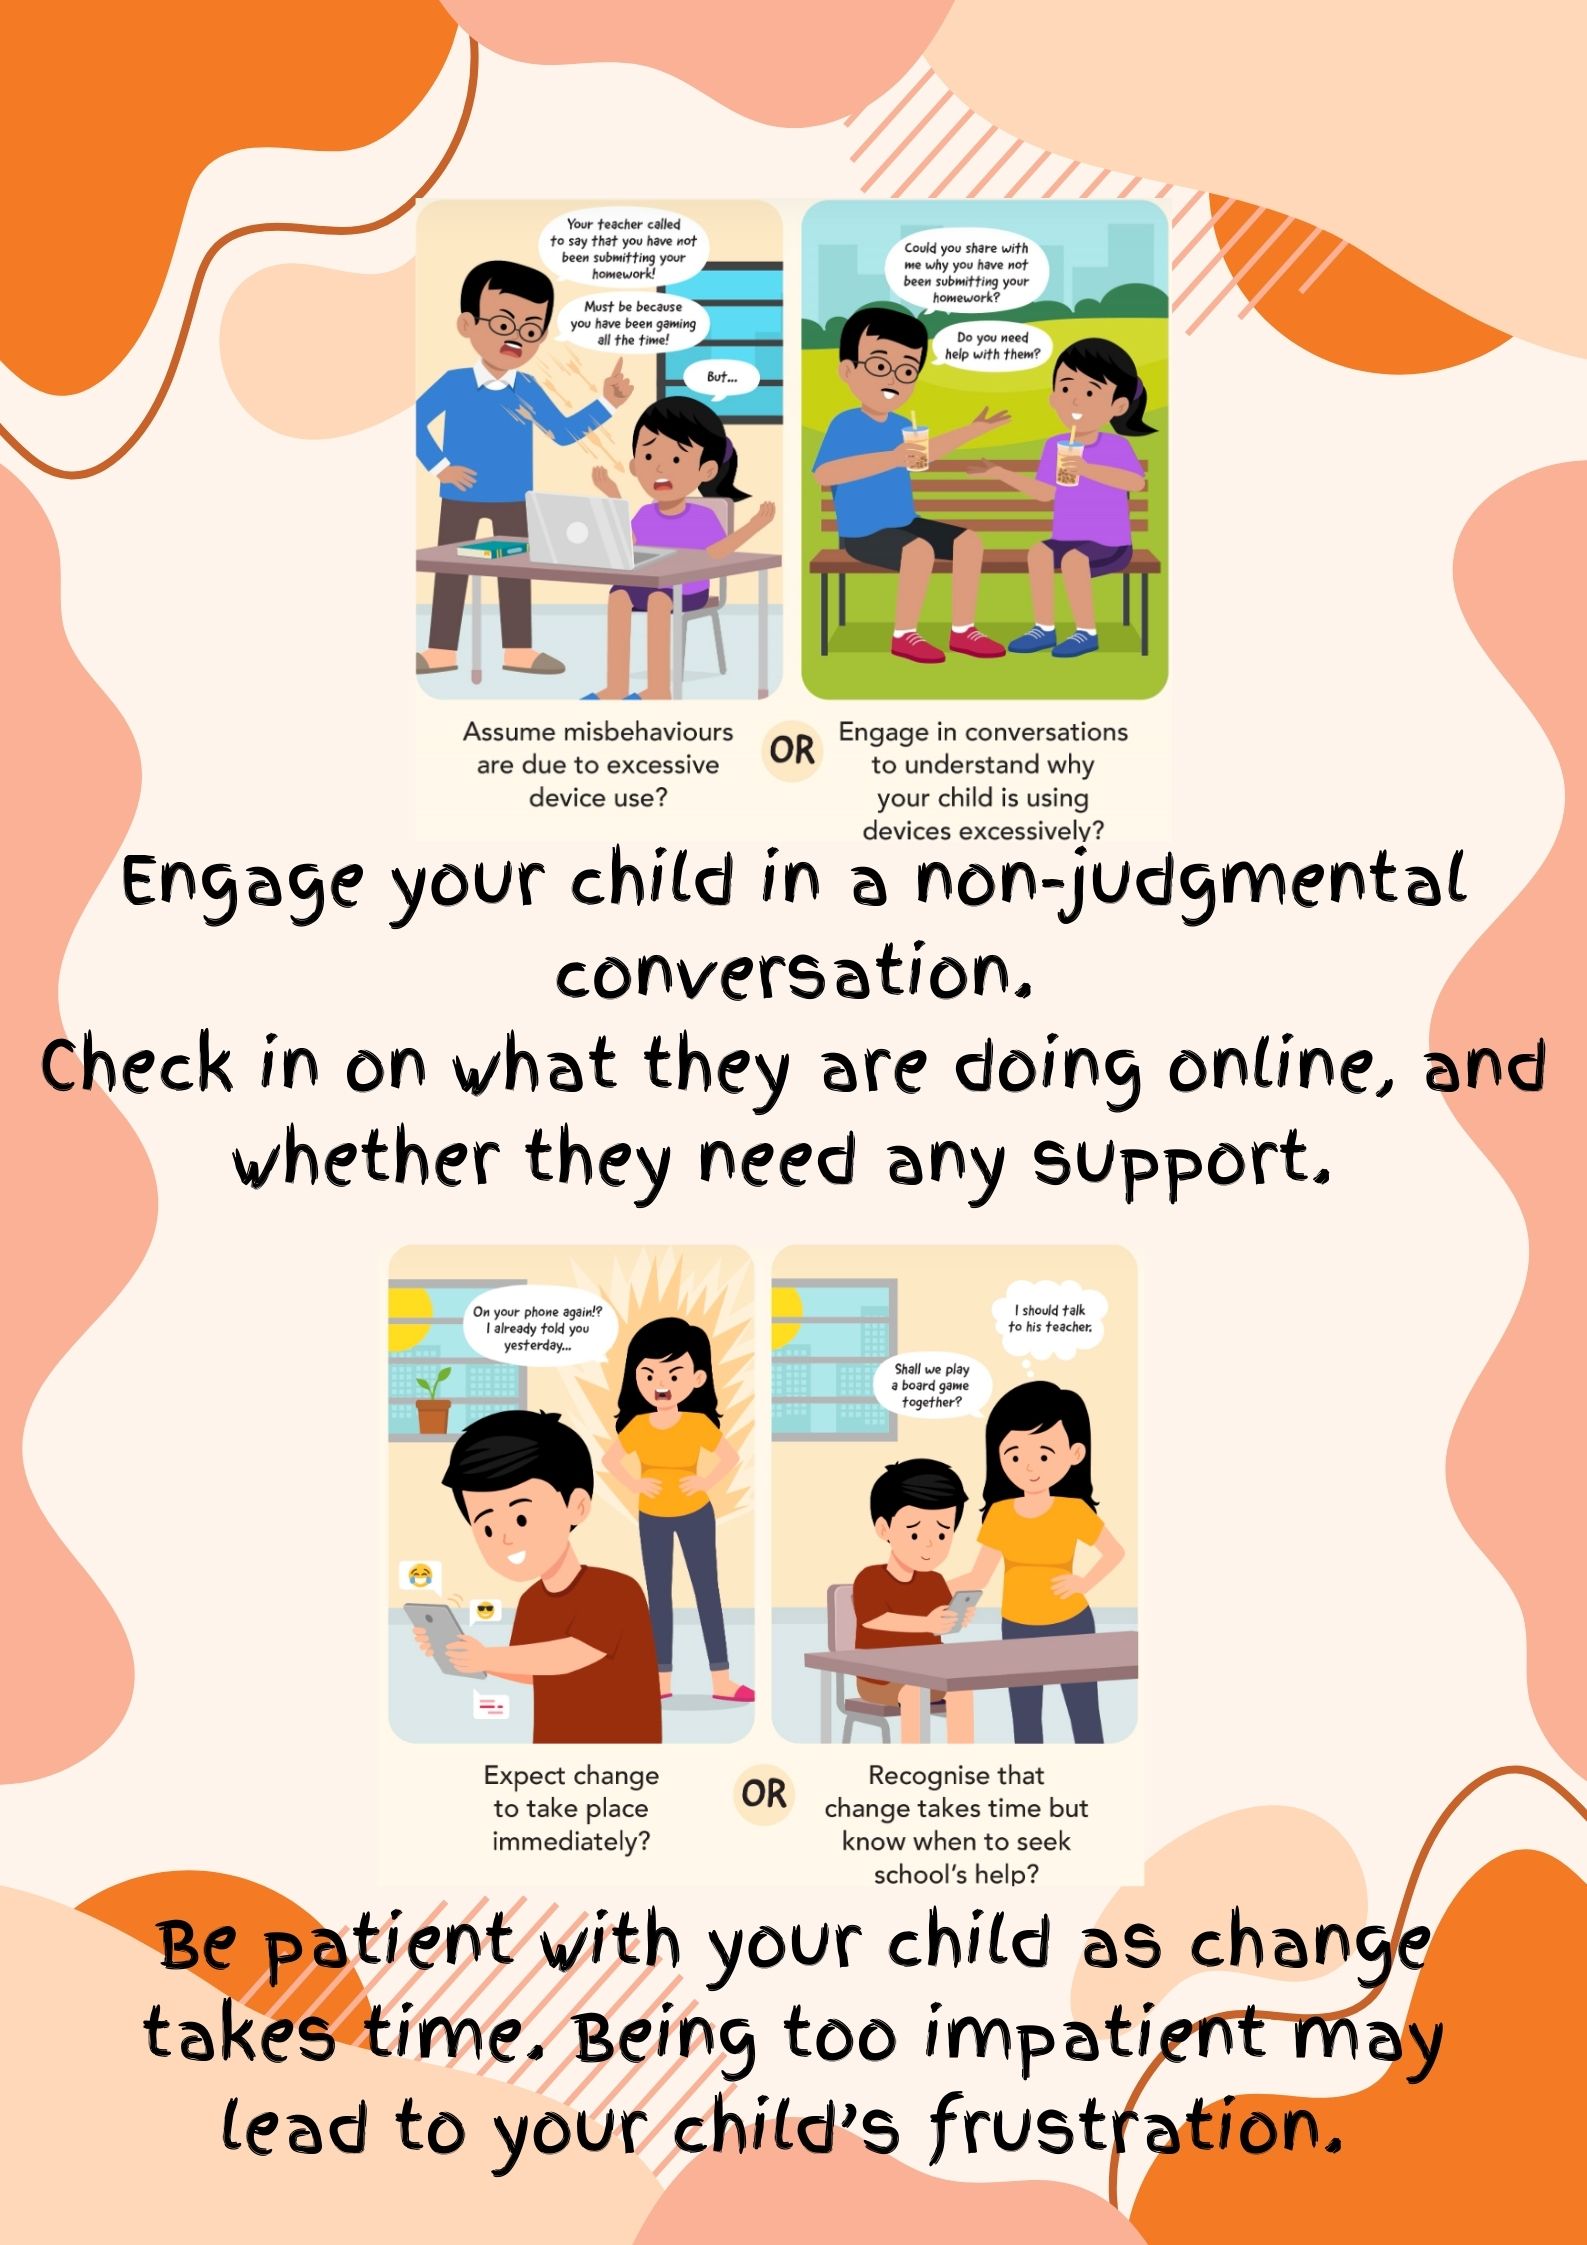 Your teacher called
to say that you have not
been submitting your
homework!
Must be because
you have been gaming
all the time!
But...
Could you share with
me why you have not
been submitting your
homework?
Do you need
help with them?
Assume misbehaviours
are due to excessive
device use?
OR
Engage in conversations
to understand why
your child is using
devices excessively?
Engage your child in a non-judgmental
conversation.
Check in on what they are doing online, and
whether they need any support.
On your phone again!?
I already told you
yesterday...
I should talk
to his teacher.
Shall we play
a board game
together?
Expect change
to take place
immediately?
OR
Recognise that
change takes time but
know when to seek
school's help?
Be patient with your child as change
takes time. Being too impatient may
lead to your child's frustration.